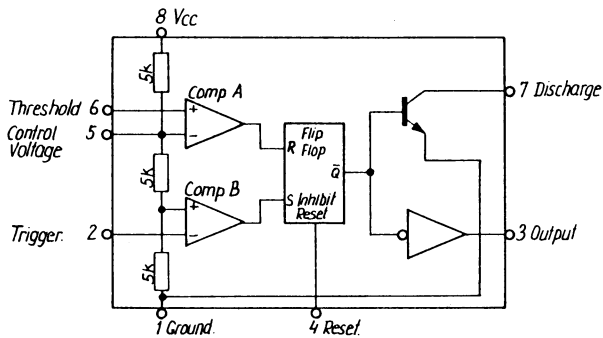 8 Vcc
5k
Comp A
7 Discharge
Threshold 6
Control 5
Voltage
Flip
R Flop
Q̅
5k
Comp B
S Inhibit
Reset
Trigger. 2
3 Output
5k
1 Ground.
4 Reset.
+
−
+
−